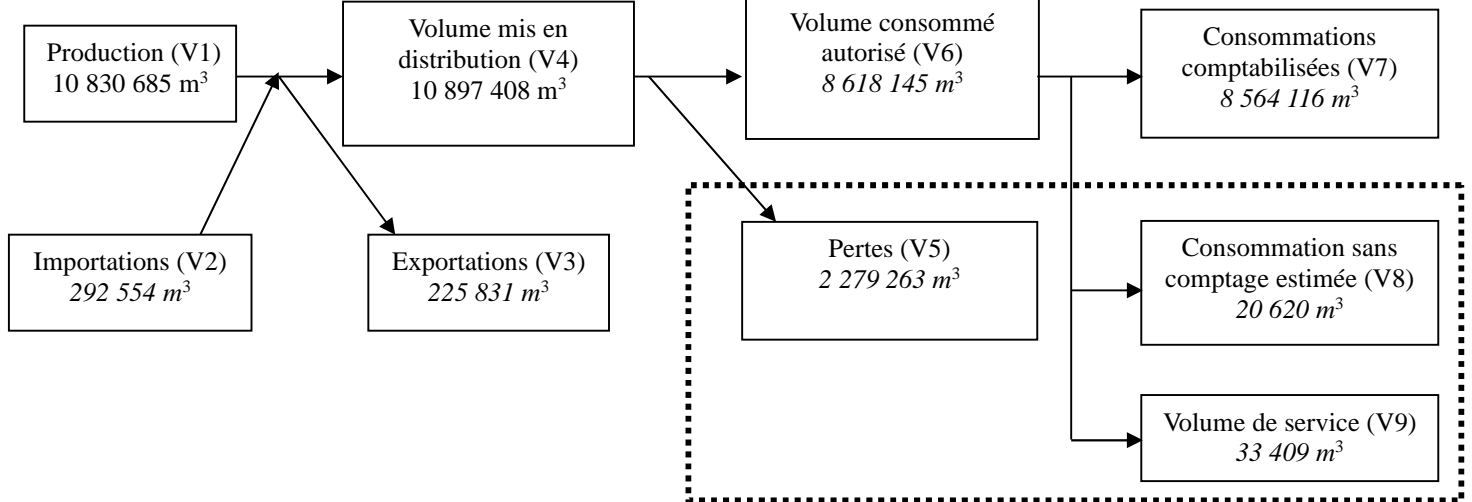 Production (V1)
10 830 685 m³
Volume mis en
distribution (V4)
10 897 408 m³
Volume consommé
autorisé (V6)
8 618 145 m³
Consommations
comptabilisées (V7)
8 564 116 m³
Importations (V2)
292 554 m³
Exportations (V3)
225 831 m³
Pertes (V5)
2 279 263 m³
Consommation sans
comptage estimée (V8)
20 620 m³
Volume de service (V9)
33 409 m³